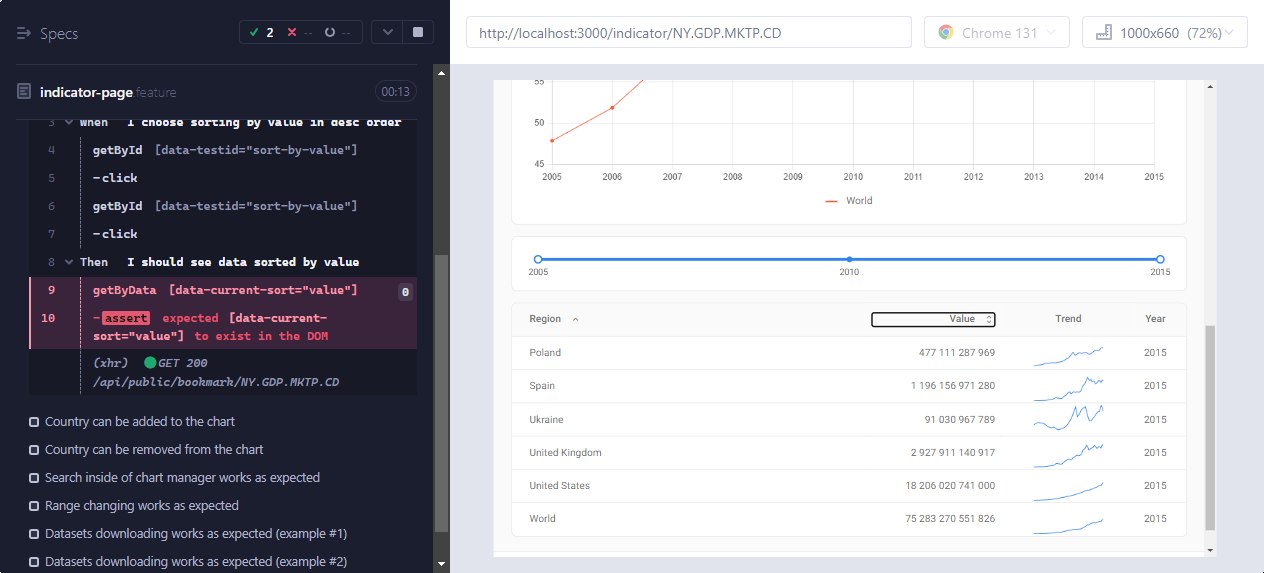 Specs
2
--
--
http://localhost:3000/indicator/NY.GDP.MKTP.CD
Chrome 131
1000x660 (72%)
indicator-page.feature
00:13
3 When I choose sorting by value in desc order
4 getById [data-testid="sort-by-value"]
5 -click
6 getById [data-testid="sort-by-value"]
7 -click
8 Then I should see data sorted by value
9 getByData [data-current-sort="value"] 0
10 -assert expected [data-current-
sort="value"] to exist in the DOM
(xhr) GET 200
/api/public/bookmark/NY.GDP.MKTP.CD
Country can be added to the chart
Country can be removed from the chart
Search inside of chart manager works as expected
Range changing works as expected
Datasets downloading works as expected (example #1)
Datasets downloading works as expected (example #2)
55
50
45
2005 2006 2007 2008 2009 2010 2011 2012 2013 2014 2015
World
2005 2010 2015
Region Value Trend Year
Poland 477 111 287 969 2015
Spain 1 196 156 971 280 2015
Ukraine 91 030 967 789 2015
United Kingdom 2 927 911 140 917 2015
United States 18 206 020 741 000 2015
World 75 283 270 551 826 2015